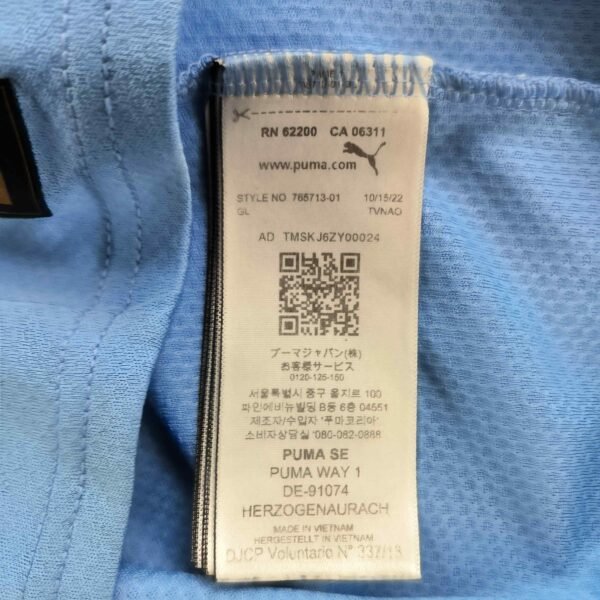 RN 62200 CA 06311
www.puma.com
STYLE NO 765713-01 10/15/22
GL TVNAO
AD TMSKJ6ZY00024
プーマジャパン(株)
お客様サービス
0120-125-150
서울특별시 중구 을지로 100
파인에비뉴빌딩 B동 6층 04551
제조자/수입자 '푸마코리아'
소비자상담실 '080-082-0888
PUMA SE
PUMA WAY 1
DE-91074
HERZOGENAURACH
MADE IN VIETNAM
HERGESTELLT IN VIETNAM
DJCP Voluntario N° 337/13